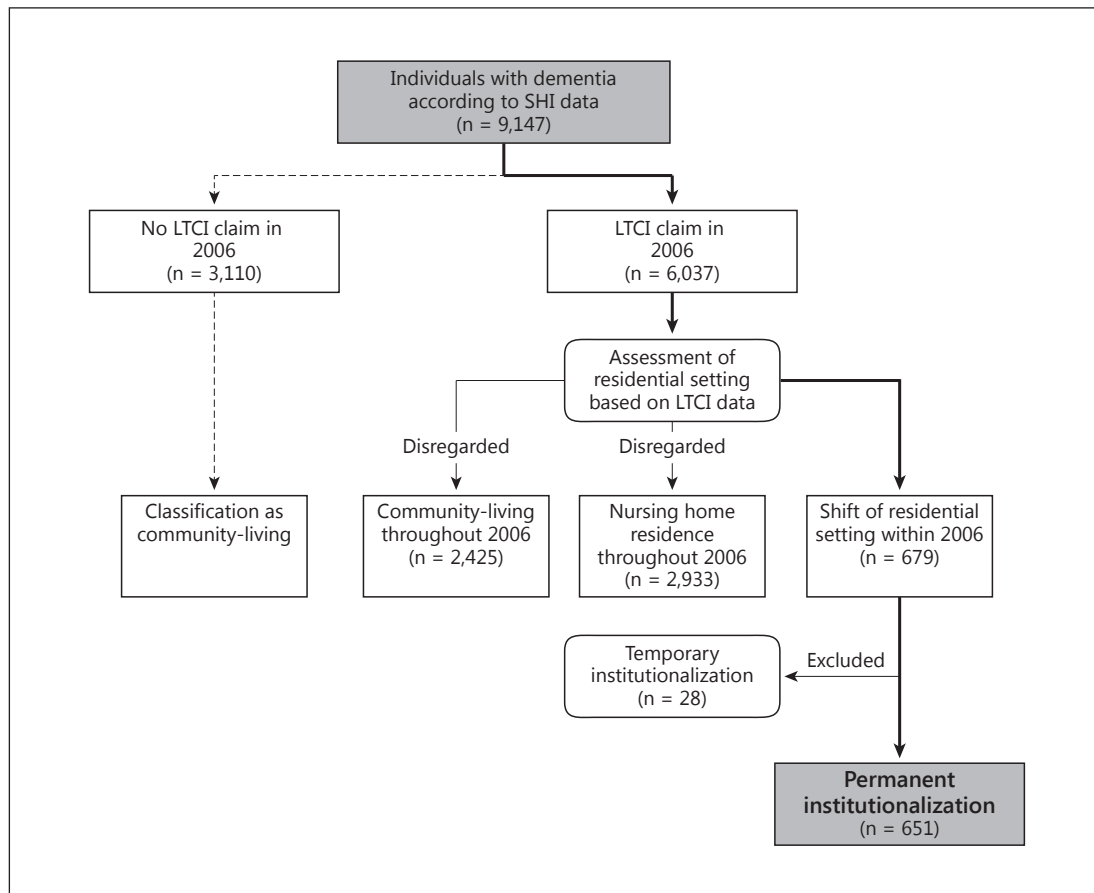 Individuals with dementia
according to SHI data
(n = 9,147)
No LTCI claim in
2006
(n = 3,110)
LTCI claim in
2006
(n = 6,037)
Assessment of
residential setting
based on LTCI data
Disregarded
Disregarded
Classification as
community-living
Community-living
throughout 2006
(n = 2,425)
Nursing home
residence
throughout 2006
(n = 2,933)
Shift of residential
setting within 2006
(n = 679)
Temporary
institutionalization
(n = 28)
Excluded
Permanent
institutionalization
(n = 651)